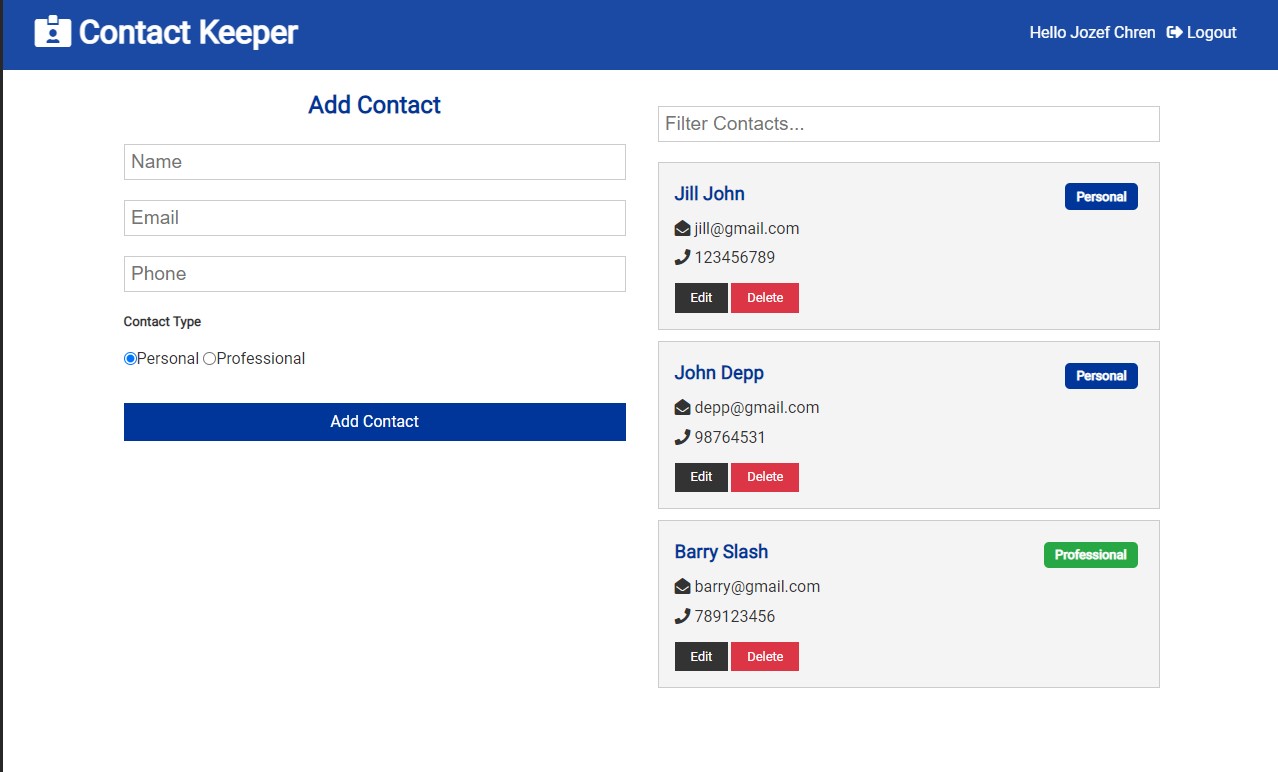 Contact Keeper
Hello Jozef Chren Logout
Add Contact
Name
Email
Phone
Contact Type
Personal Professional
Add Contact
Filter Contacts...
Jill John Personal
jill@gmail.com
123456789
Edit Delete
John Depp Personal
depp@gmail.com
98764531
Edit Delete
Barry Slash Professional
barry@gmail.com
789123456
Edit Delete